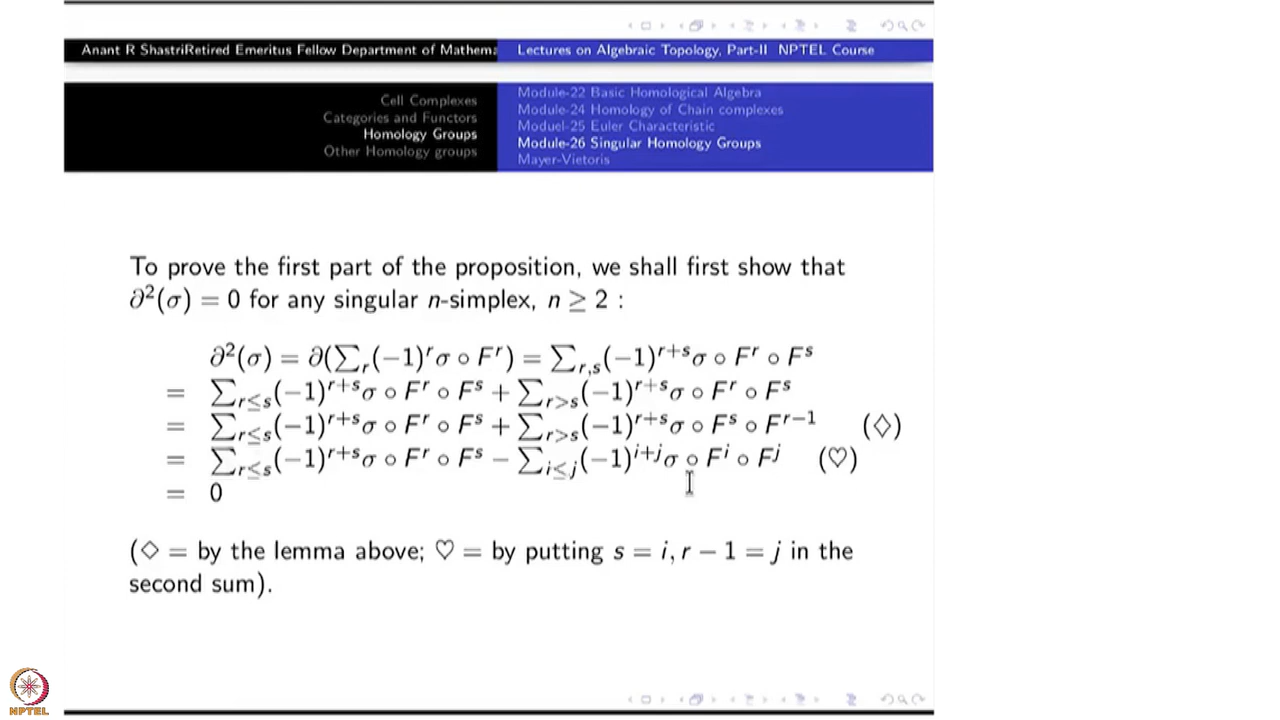 Anant R ShastriRetired Emeritus Fellow Department of Mathema
Lectures on Algebraic Topology, Part-II NPTEL Course
Cell Complexes
Categories and Functors
Homology Groups
Other Homology groups
Module-22 Basic Homological Algebra
Module-24 Homology of Chain complexes
Moduel-25 Euler Characteristic
Module-26 Singular Homology Groups
Mayer-Vietoris
To prove the first part of the proposition, we shall first show that
∂²(σ) = 0 for any singular n-simplex, n ≥ 2 :
∂²(σ) = ∂(∑_r(−1)^r σ ∘ F^r) = ∑_{r,s}(−1)^{r+s} σ ∘ F^r ∘ F^s
= ∑_{r≤s}(−1)^{r+s} σ ∘ F^r ∘ F^s + ∑_{r>s}(−1)^{r+s} σ ∘ F^r ∘ F^s
= ∑_{r≤s}(−1)^{r+s} σ ∘ F^r ∘ F^s + ∑_{r>s}(−1)^{r+s} σ ∘ F^s ∘ F^{r−1} (♢)
= ∑_{r≤s}(−1)^{r+s} σ ∘ F^r ∘ F^s − ∑_{i≤j}(−1)^{i+j} σ ∘ F^i ∘ F^j (♡)
= 0
(♢ = by the lemma above; ♡ = by putting s = i, r − 1 = j in the
second sum).
NPTEL